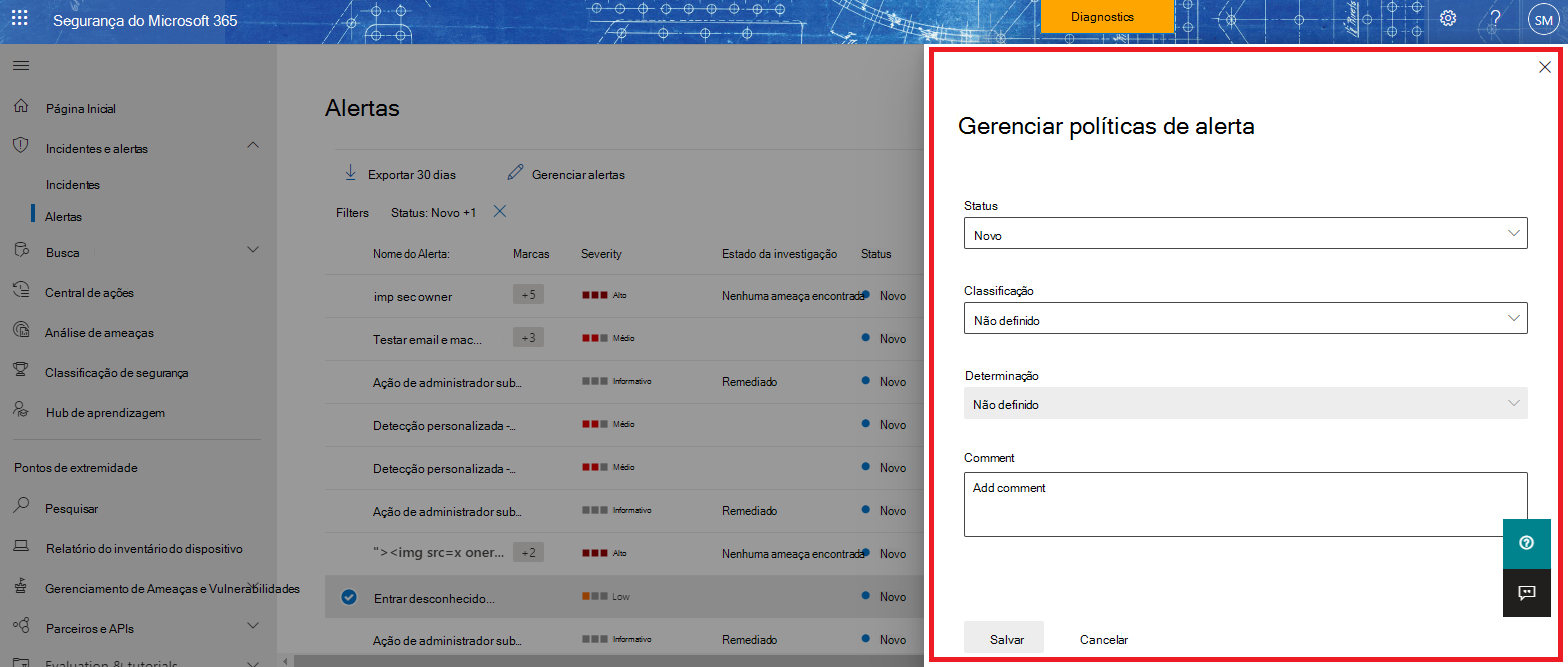 Segurança do Microsoft 365
Diagnostics
?
SM
Página Inicial
Incidentes e alertas
Incidentes
Alertas
Busca
Central de ações
Análise de ameaças
Classificação de segurança
Hub de aprendizagem
Pontos de extremidade
Pesquisar
Relatório do inventário do dispositivo
Gerenciamento de Ameaças e Vulnerabilidades
Parceiros e APIs
Evaluation & tutorials
Alertas
Exportar 30 dias Gerenciar alertas
Filters Status: Novo +1
Nome do Alerta: Marcas Severity Estado da investigação Status
imp sec owner +5 Alto Nenhuma ameaça encontrada Novo
Testar email e mac... +3 Médio Novo
Ação de administrador sub... Informativo Remediado Novo
Detecção personalizada -... Médio Novo
Detecção personalizada -... Médio Novo
Ação de administrador sub... Informativo Remediado Novo
"><img src=x oner... +2 Alto Nenhuma ameaça encontrada Novo
Entrar desconhecido... Low Novo
Ação de administrador sub... Informativo Remediado Novo
Gerenciar políticas de alerta
Status
Novo
Classificação
Não definido
Determinação
Não definido
Comment
Add comment
Salvar Cancelar